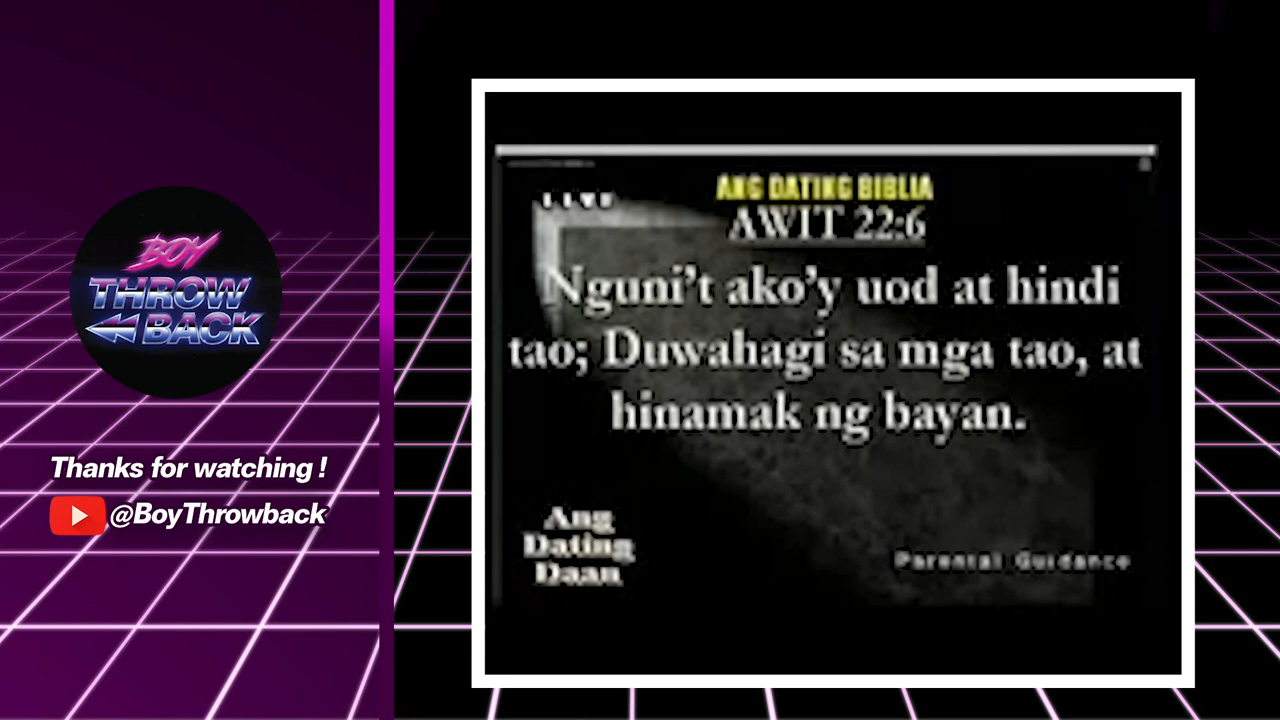 BOY
THROW
BACK
Thanks for watching !
@BoyThrowback
LIVE
ANG DATING BIBLIA
AWIT 22:6
Nguni't ako'y uod at hindi
tao; Duwahagi sa mga tao, at
hinamak ng bayan.
Ang
Dating
Daan
Parental Guidance